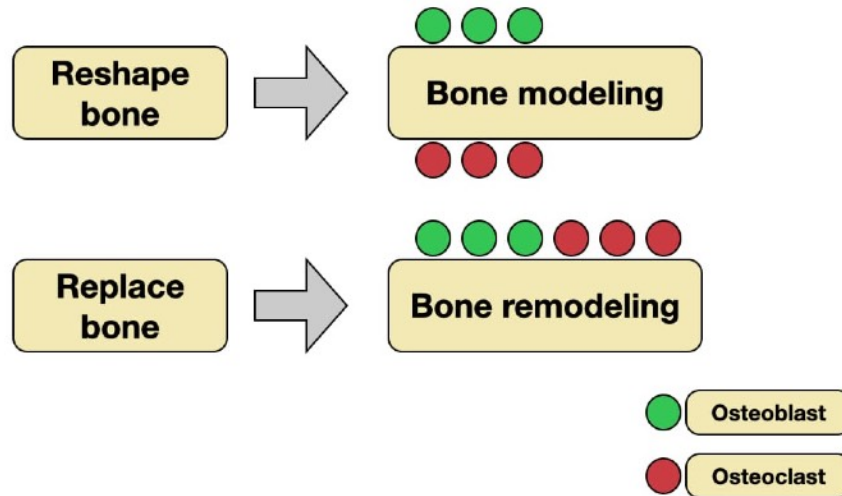 Reshape
bone
Bone modeling
Replace
bone
Bone remodeling
Osteoblast
Osteoclast